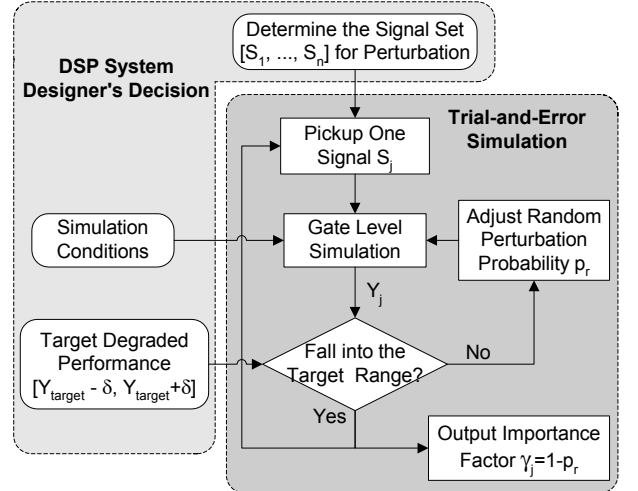 Determine the Signal Set
[S1, ..., Sn] for Perturbation
DSP System
Designer's Decision
Trial-and-Error
Simulation
Pickup One
Signal Sj
Simulation
Conditions
Gate Level
Simulation
Adjust Random
Perturbation
Probability pr
Yj
Target Degraded
Performance
[Ytarget - δ, Ytarget+δ]
Fall into the
Target Range?
No
Yes
Output Importance
Factor γj=1-pr